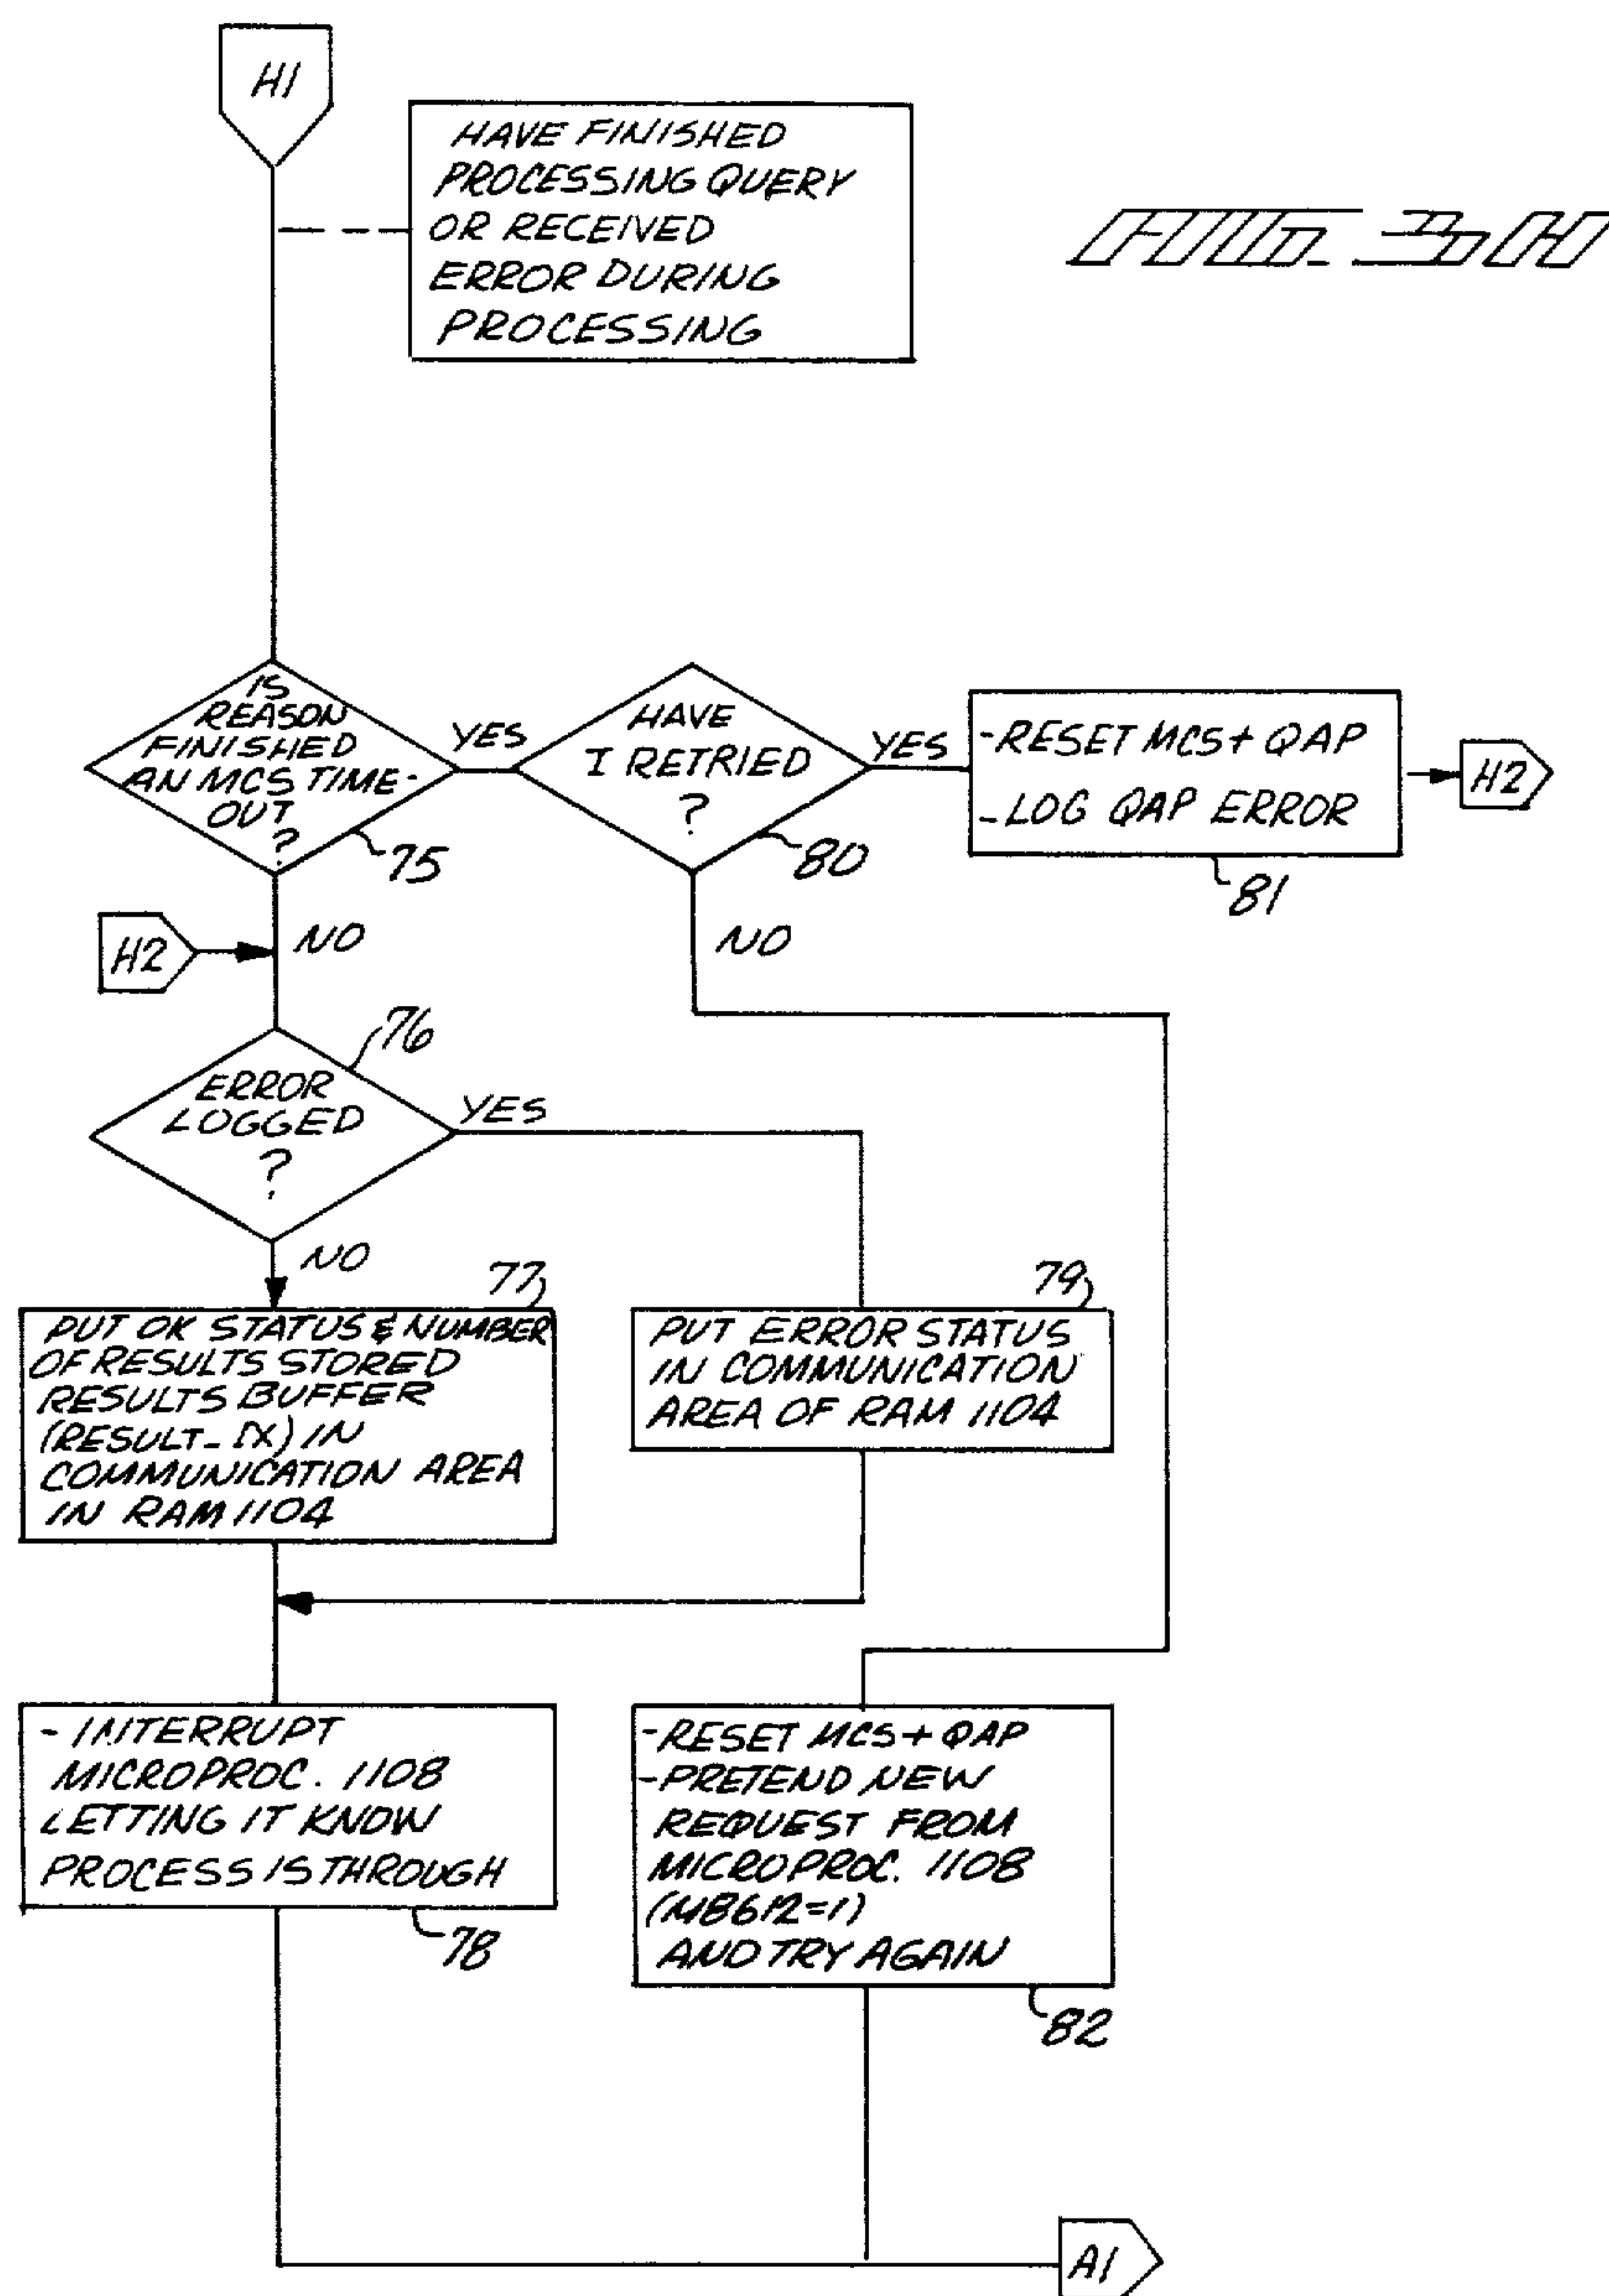 H1
HAVE FINISHED
PROCESSING QUERY
OR RECEIVED
ERROR DURING
PROCESSING
FIG. 3H
IS
REASON
FINISHED
AN MCS TIME-
OUT
?
75
YES
HAVE
I RETRIED
?
80
YES
-RESET MCS+ QAP
-LOG QAP ERROR
81
H2
H2
NO
NO
76
ERROR
LOGGED
?
YES
NO
77
PUT OK STATUS & NUMBER
OF RESULTS STORED
RESULTS BUFFER
(RESULT_IX) IN
COMMUNICATION AREA
IN RAM 1104
79
PUT ERROR STATUS
IN COMMUNICATION
AREA OF RAM 1104
- INTERRUPT
MICROPROC. 1108
LETTING IT KNOW
PROCESS IS THROUGH
78
-RESET MCS+ QAP
-PRETEND NEW
REQUEST FROM
MICROPROC. 1108
(M8612=1)
AND TRY AGAIN
82
A1